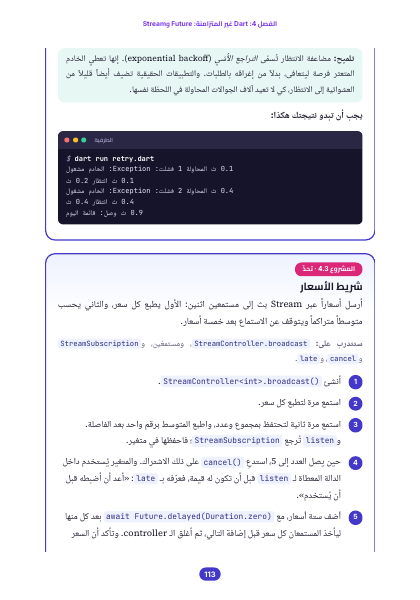 الفصل 4: Dart غير المتزامنة: Future وStream
تلميح: مضاعفة الانتظار تُسمّى التراجع الأُسّي (exponential backoff). إنها تعطي الخادم
المتعثر فرصة ليتعافى، بدلاً من إغراقه بالطلبات. والتطبيقات الحقيقية تضيف أيضاً قليلاً من
العشوائية إلى الانتظار، كي لا تعيد آلاف الجوالات المحاولة في اللحظة نفسها.
يجب أن تبدو نتيجتك هكذا:
الطرفية
$ dart run retry.dart
0.1 ث المحاولة 1 فشلت: Exception: الخادم مشغول
0.1 ث انتظار 0.2 ث
0.4 ث المحاولة 2 فشلت: Exception: الخادم مشغول
0.4 ث انتظار 0.4 ث
0.9 ث وصل: قائمة اليوم
المشروع 4.3 · تحدٍّ
شريط الأسعار
أرسل أسعاراً عبر Stream بث إلى مستمعين اثنين: الأول يطبع كل سعر، والثاني يحسب
متوسطاً متراكماً ويتوقف عن الاستماع بعد خمسة أسعار.
ستتدرب على: StreamController.broadcast، ومستمعَين، وStreamSubscription
وcancel، وlate.
1 أنشئ StreamController<int>.broadcast().
2 استمع مرة لتطبع كل سعر.
3 استمع مرة ثانية لتحتفظ بمجموع وعدد، واطبع المتوسط برقم واحد بعد الفاصلة.
وlisten تُرجع StreamSubscription؛ فاحفظها في متغير.
4 حين يصل العدد إلى 5، استدعِ cancel() على ذلك الاشتراك. والمتغير يُستخدم داخل
الدالة المعطاة لـ listen قبل أن تكون له قيمة، فعرّفه بـ late: «أعد أن أضبطه قبل
أن يُستخدم».
5 أضف ستة أسعار، مع await Future.delayed(Duration.zero) بعد كل منها
ليأخذ المستمعان كل سعر قبل إضافة التالي، ثم أغلق الـ controller. وتأكد أن السعر
113